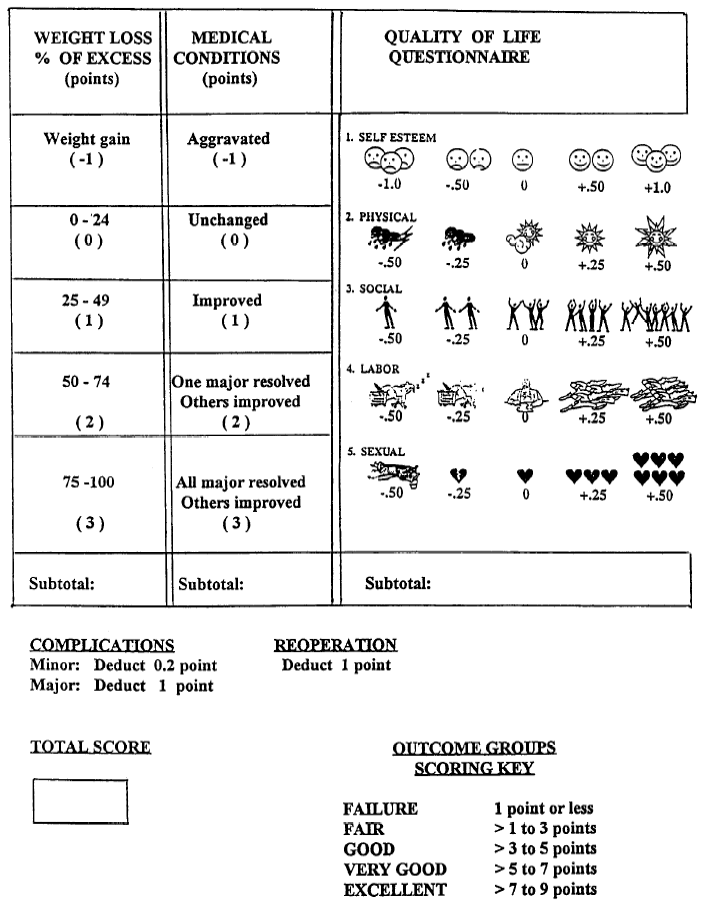 WEIGHT LOSS
% OF EXCESS
(points)
MEDICAL
CONDITIONS
(points)
QUALITY OF LIFE
QUESTIONNAIRE
Weight gain
(-1)
Aggravated
(-1)
1. SELF ESTEEM
-1.0 -.50 0 +.50 +1.0
0 - 24
(0)
Unchanged
(0)
2. PHYSICAL
-.50 -.25 0 +.25 +.50
25 - 49
(1)
Improved
(1)
3. SOCIAL
-.50 -.25 0 +.25 +.50
50 - 74
(2)
One major resolved
Others improved
(2)
4. LABOR
-.50 -.25 0 +.25 +.50
75 -100
(3)
All major resolved
Others improved
(3)
5. SEXUAL
-.50 -.25 0 +.25 +.50
Subtotal: Subtotal: Subtotal:
COMPLICATIONS
Minor: Deduct 0.2 point
Major: Deduct 1 point
REOPERATION
Deduct 1 point
TOTAL SCORE
OUTCOME GROUPS
SCORING KEY
FAILURE 1 point or less
FAIR > 1 to 3 points
GOOD > 3 to 5 points
VERY GOOD > 5 to 7 points
EXCELLENT > 7 to 9 points